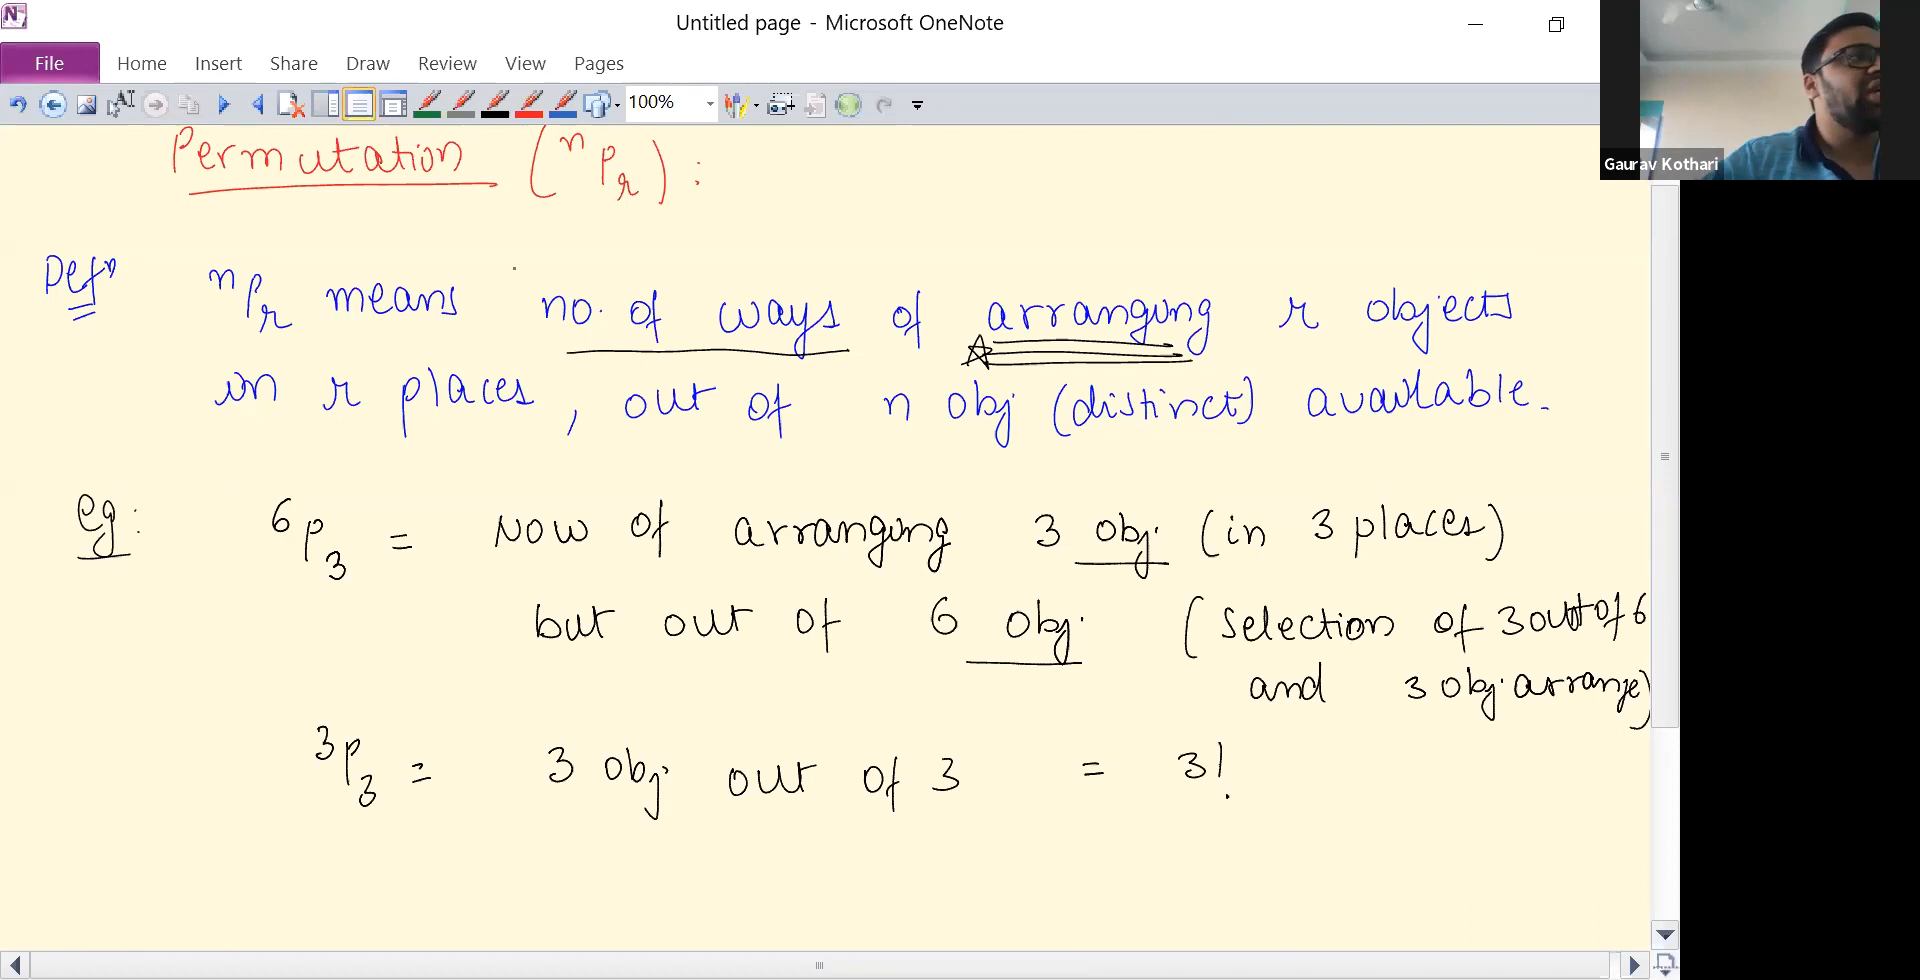 Untitled page - Microsoft OneNote
File Home Insert Share Draw Review View Pages
100%
Gaurav Kothari
Permutation (ⁿPᵣ) :
Defⁿ ⁿPᵣ means no. of ways of arranging r objects
in r places, out of n obj (distinct) available.
eg: ⁶P₃ = NOW of arranging 3 obj. (in 3 places)
but out of 6 obj. (selection of 3 out of 6
and 3 obj. arrange)
³P₃ = 3 obj. out of 3 = 3!